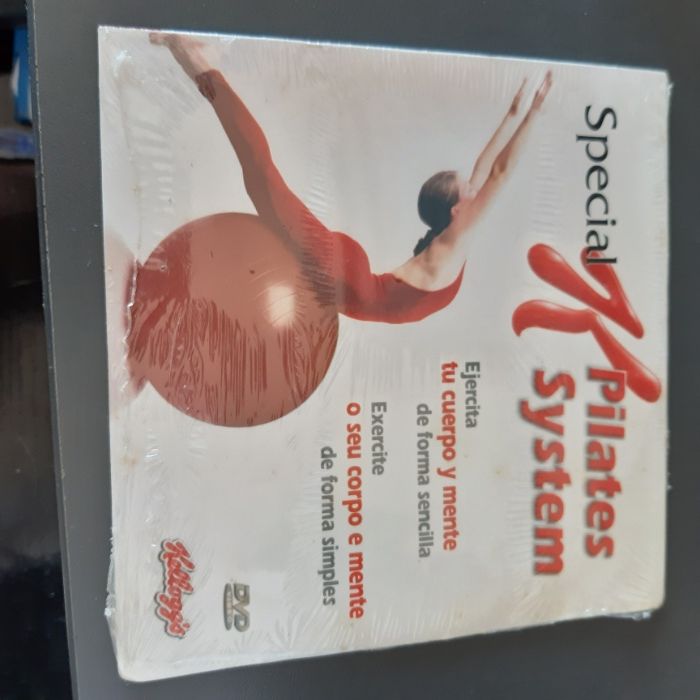 Special K
Pilates
System
Ejercita
tu cuerpo y mente
de forma sencilla
Exercite
o seu corpo e mente
de forma simples
DVD
Kellogg's